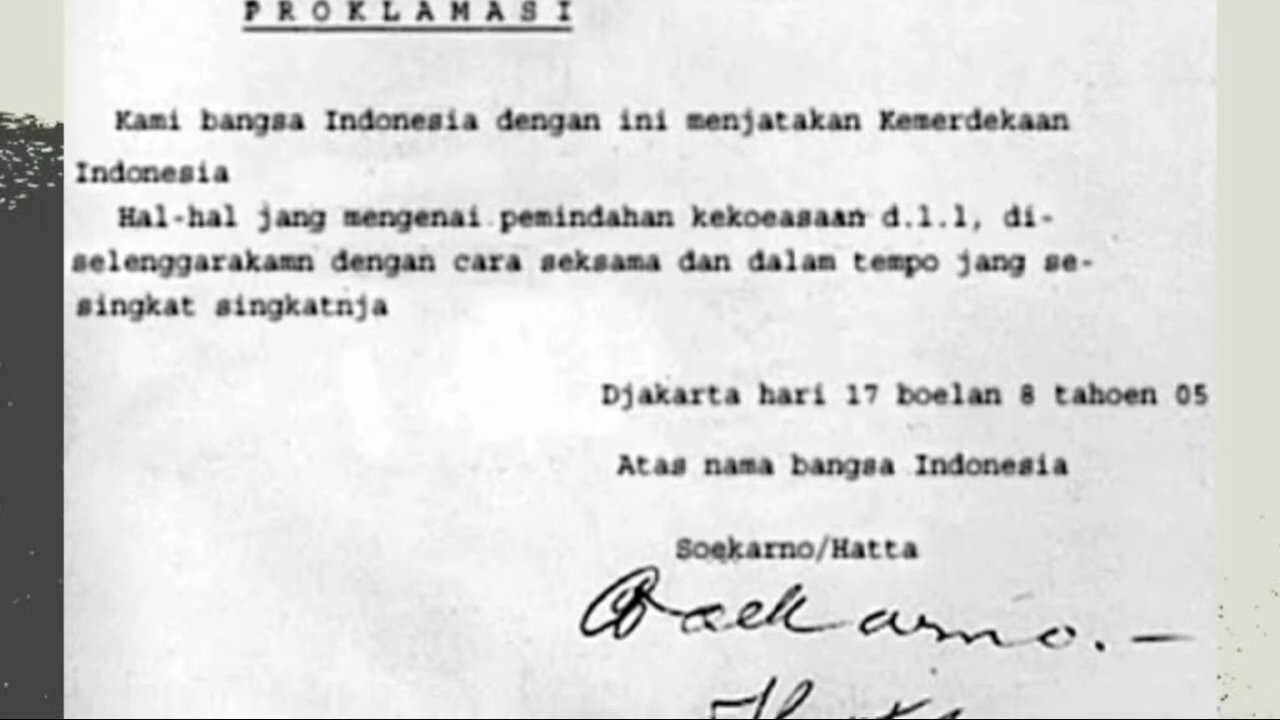 P R O K L A M A S I
Kami bangsa Indonesia dengan ini menjatakan Kemerdekaan
Indonesia
Hal-hal jang mengenai pemindahan kekoeasaan d.l.l, di-
selenggarakamn dengan cara seksama dan dalam tempo jang se-
singkat singkatnja
Djakarta hari 17 boelan 8 tahoen 05
Atas nama bangsa Indonesia
Soekarno/Hatta
Soekarno.-